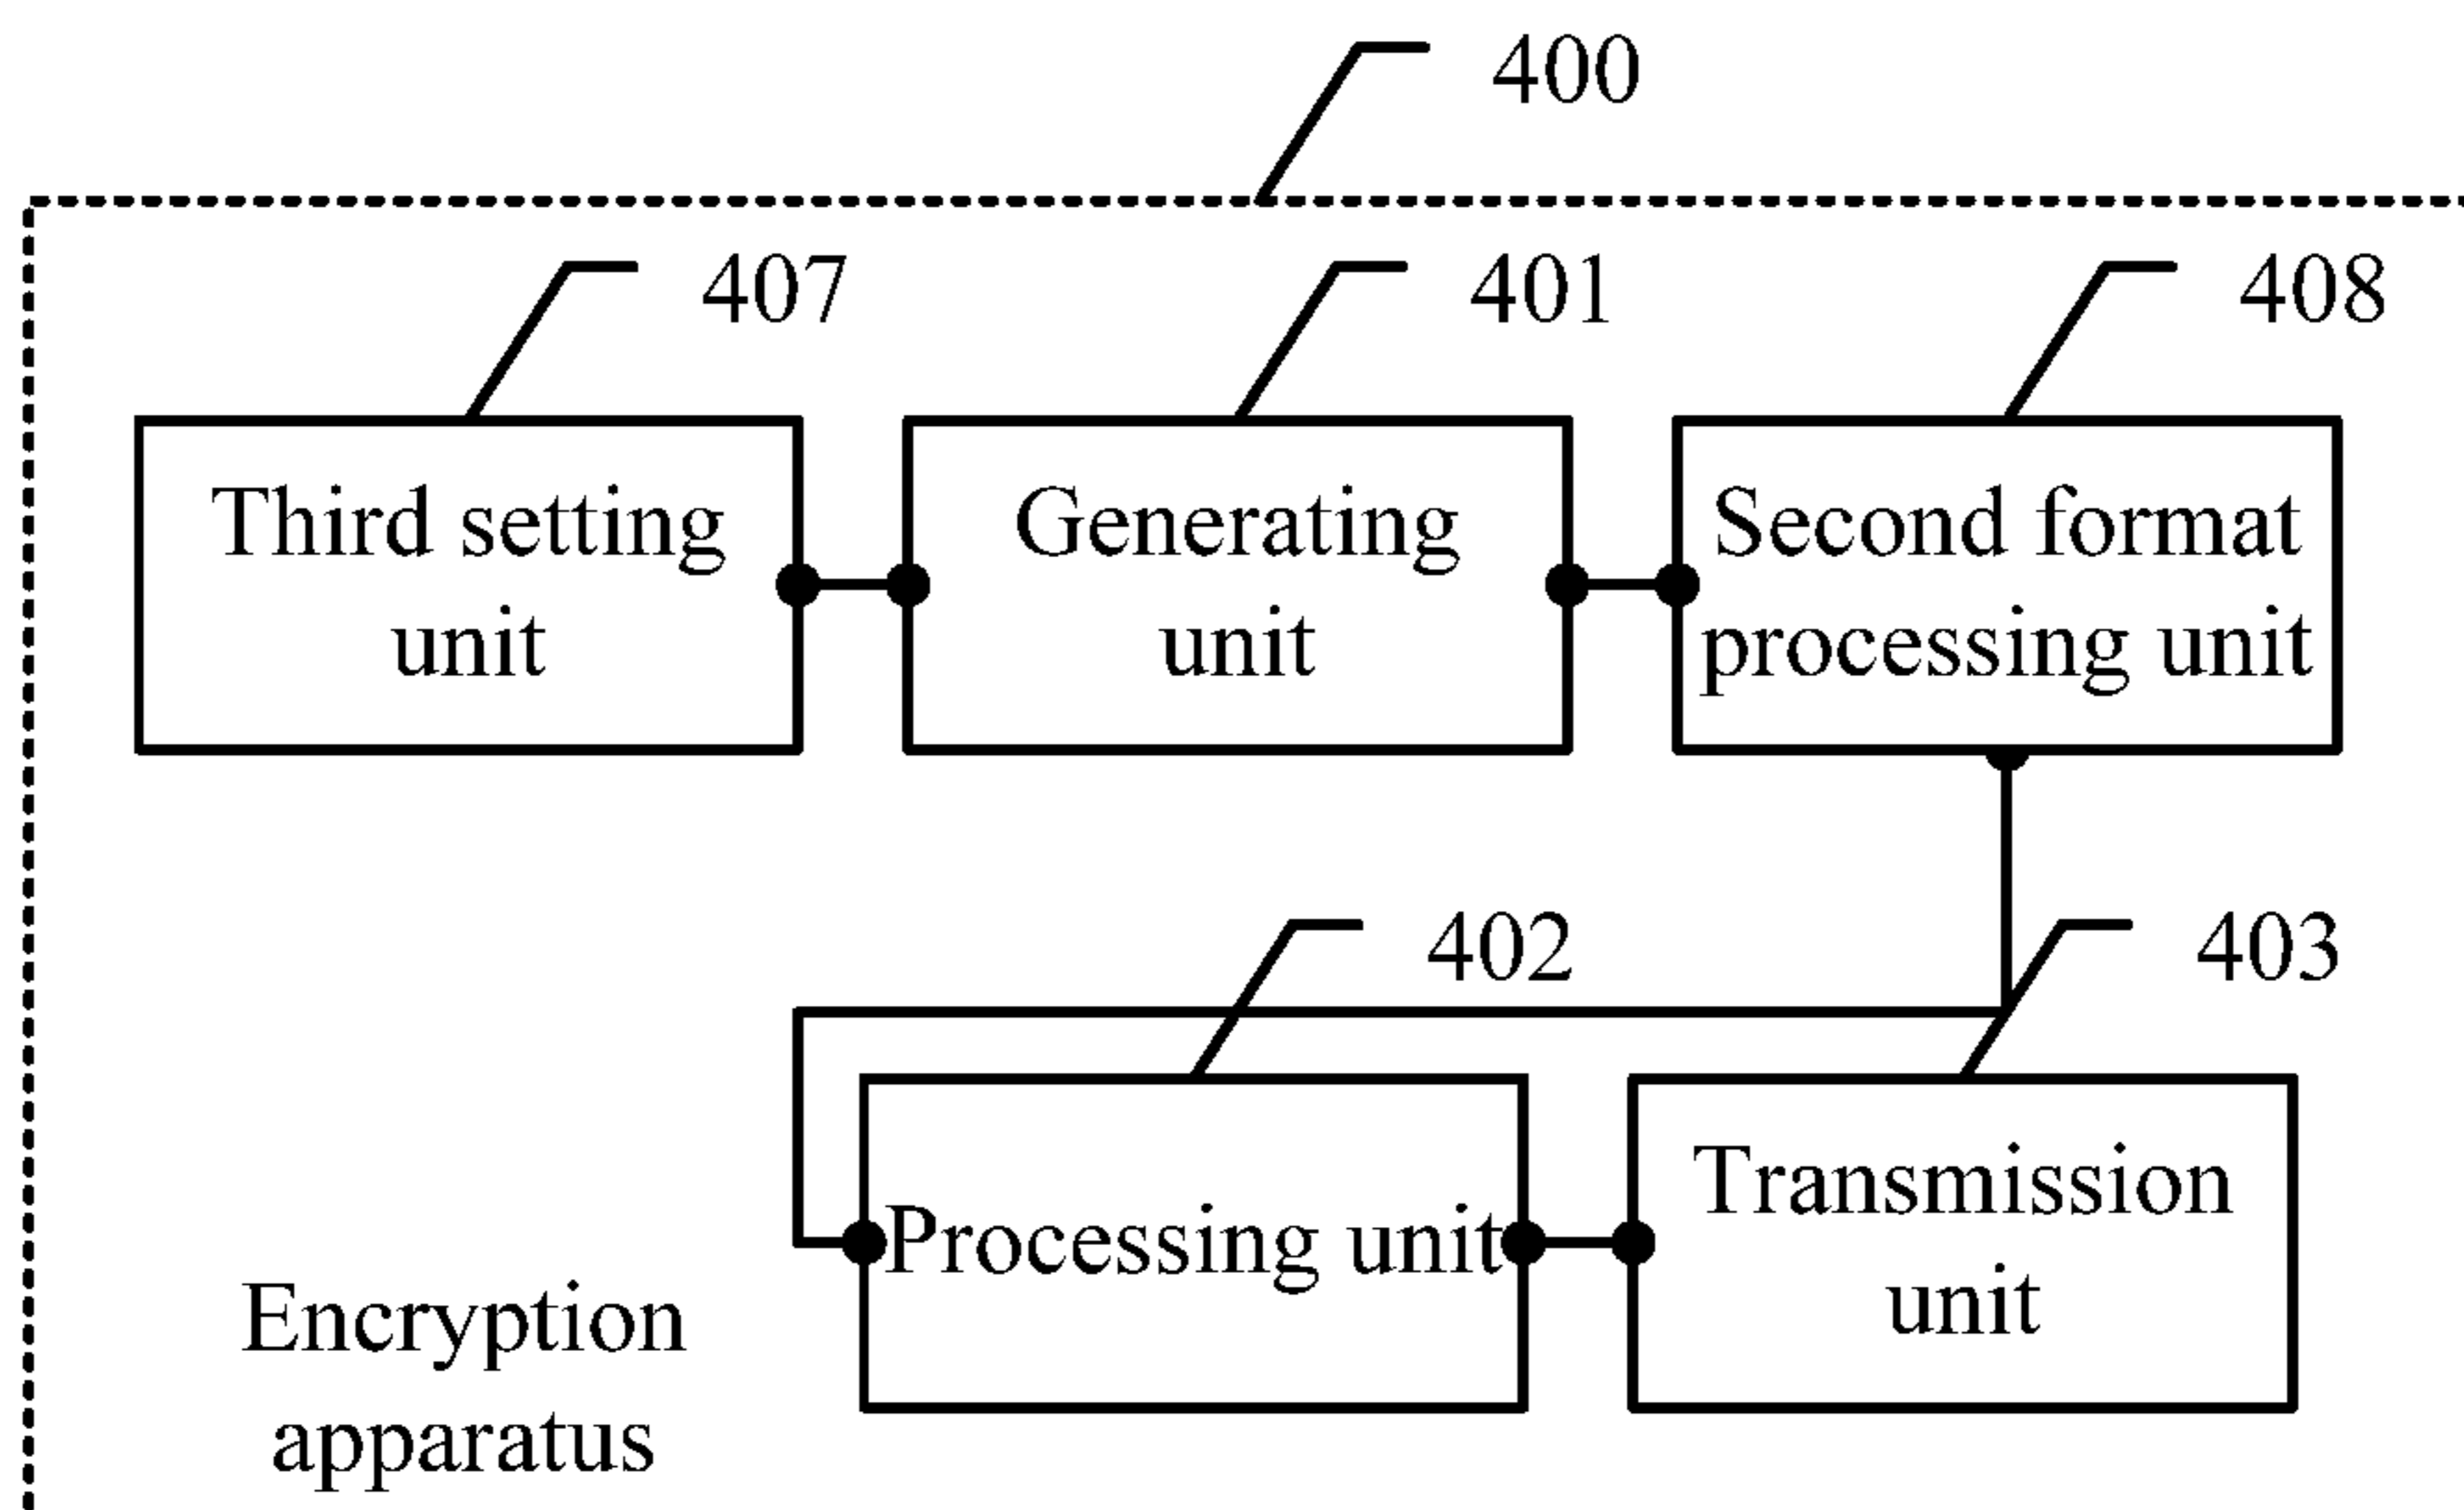 400
407
401
408
Third setting
unit
Generating
unit
Second format
processing unit
402
403
Processing unit
Transmission
unit
Encryption
apparatus